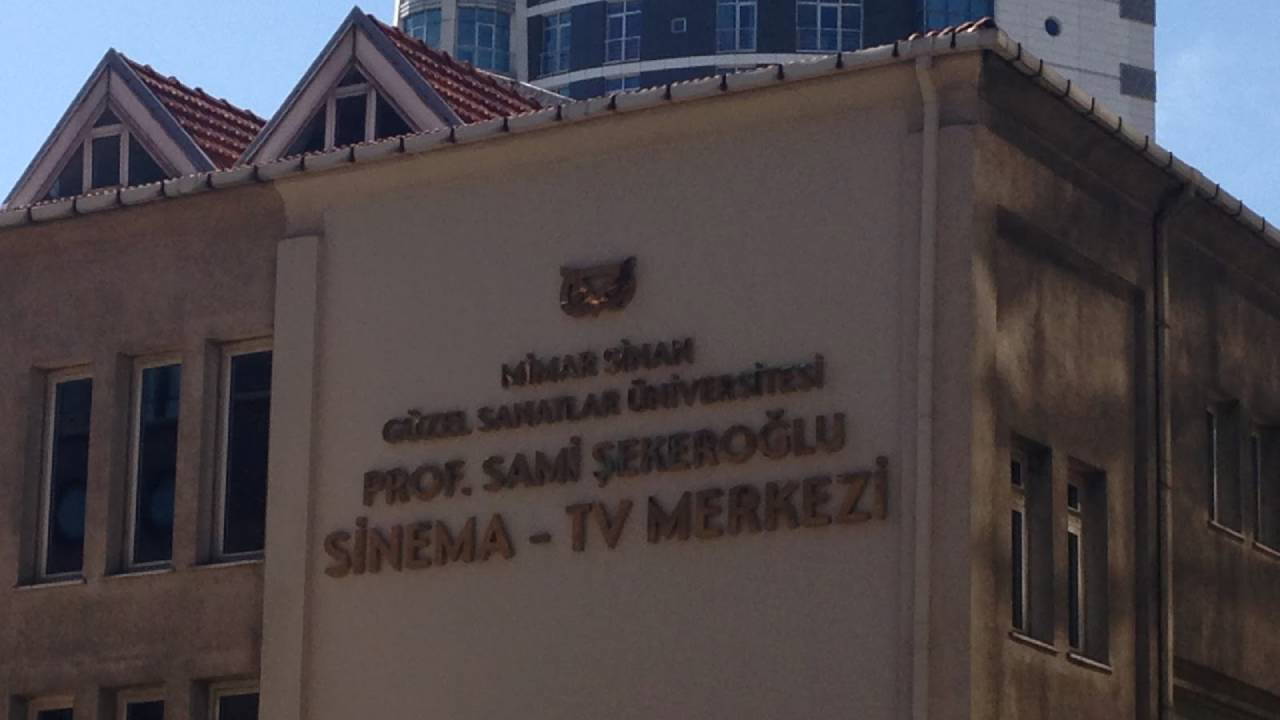 MİMAR SİNAN
GÜZEL SANATLAR ÜNİVERSİTESİ
PROF. SAMİ ŞEKEROĞLU
SİNEMA - TV MERKEZİ